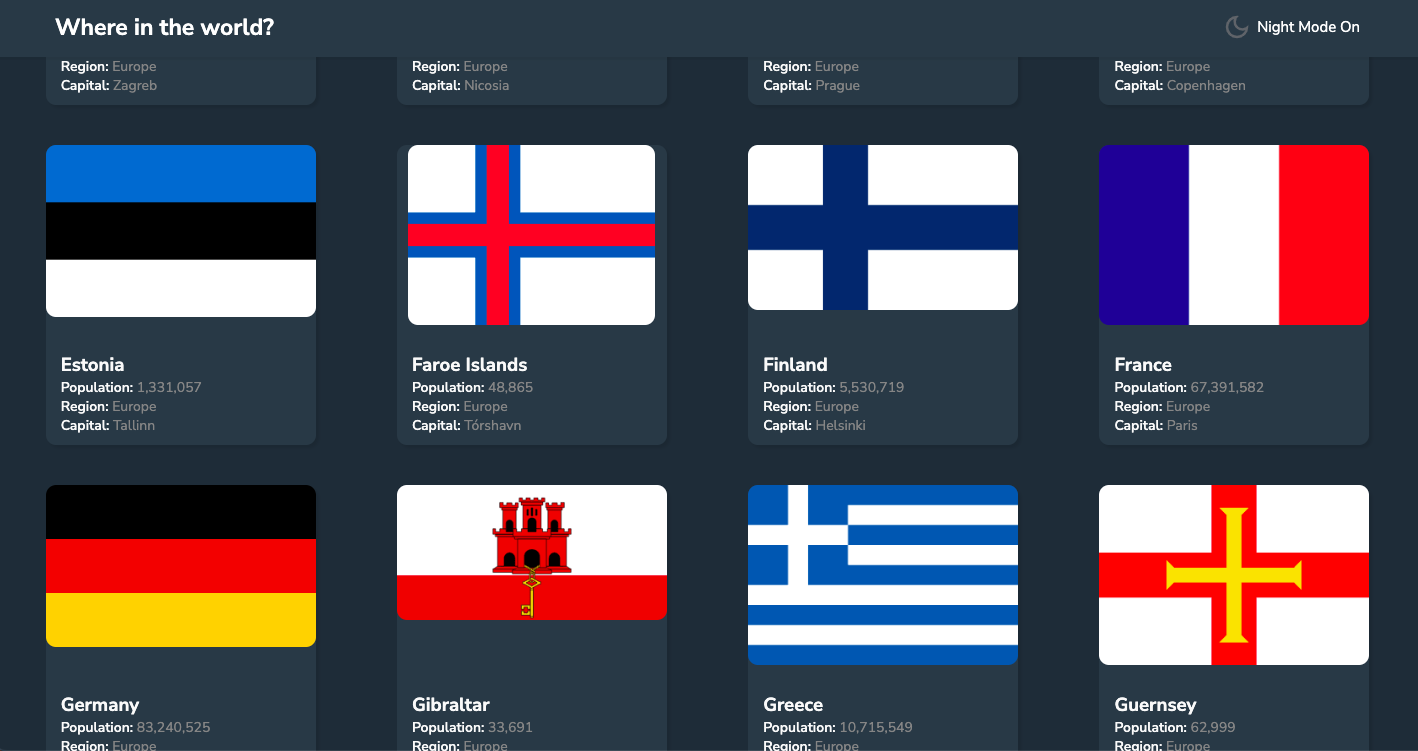 Where in the world?
Night Mode On
Region: Europe
Capital: Zagreb
Region: Europe
Capital: Nicosia
Region: Europe
Capital: Prague
Region: Europe
Capital: Copenhagen
Estonia
Population: 1,331,057
Region: Europe
Capital: Tallinn
Faroe Islands
Population: 48,865
Region: Europe
Capital: Tórshavn
Finland
Population: 5,530,719
Region: Europe
Capital: Helsinki
France
Population: 67,391,582
Region: Europe
Capital: Paris
Germany
Population: 83,240,525
Region: Europe
Gibraltar
Population: 33,691
Region: Europe
Greece
Population: 10,715,549
Region: Europe
Guernsey
Population: 62,999
Region: Europe